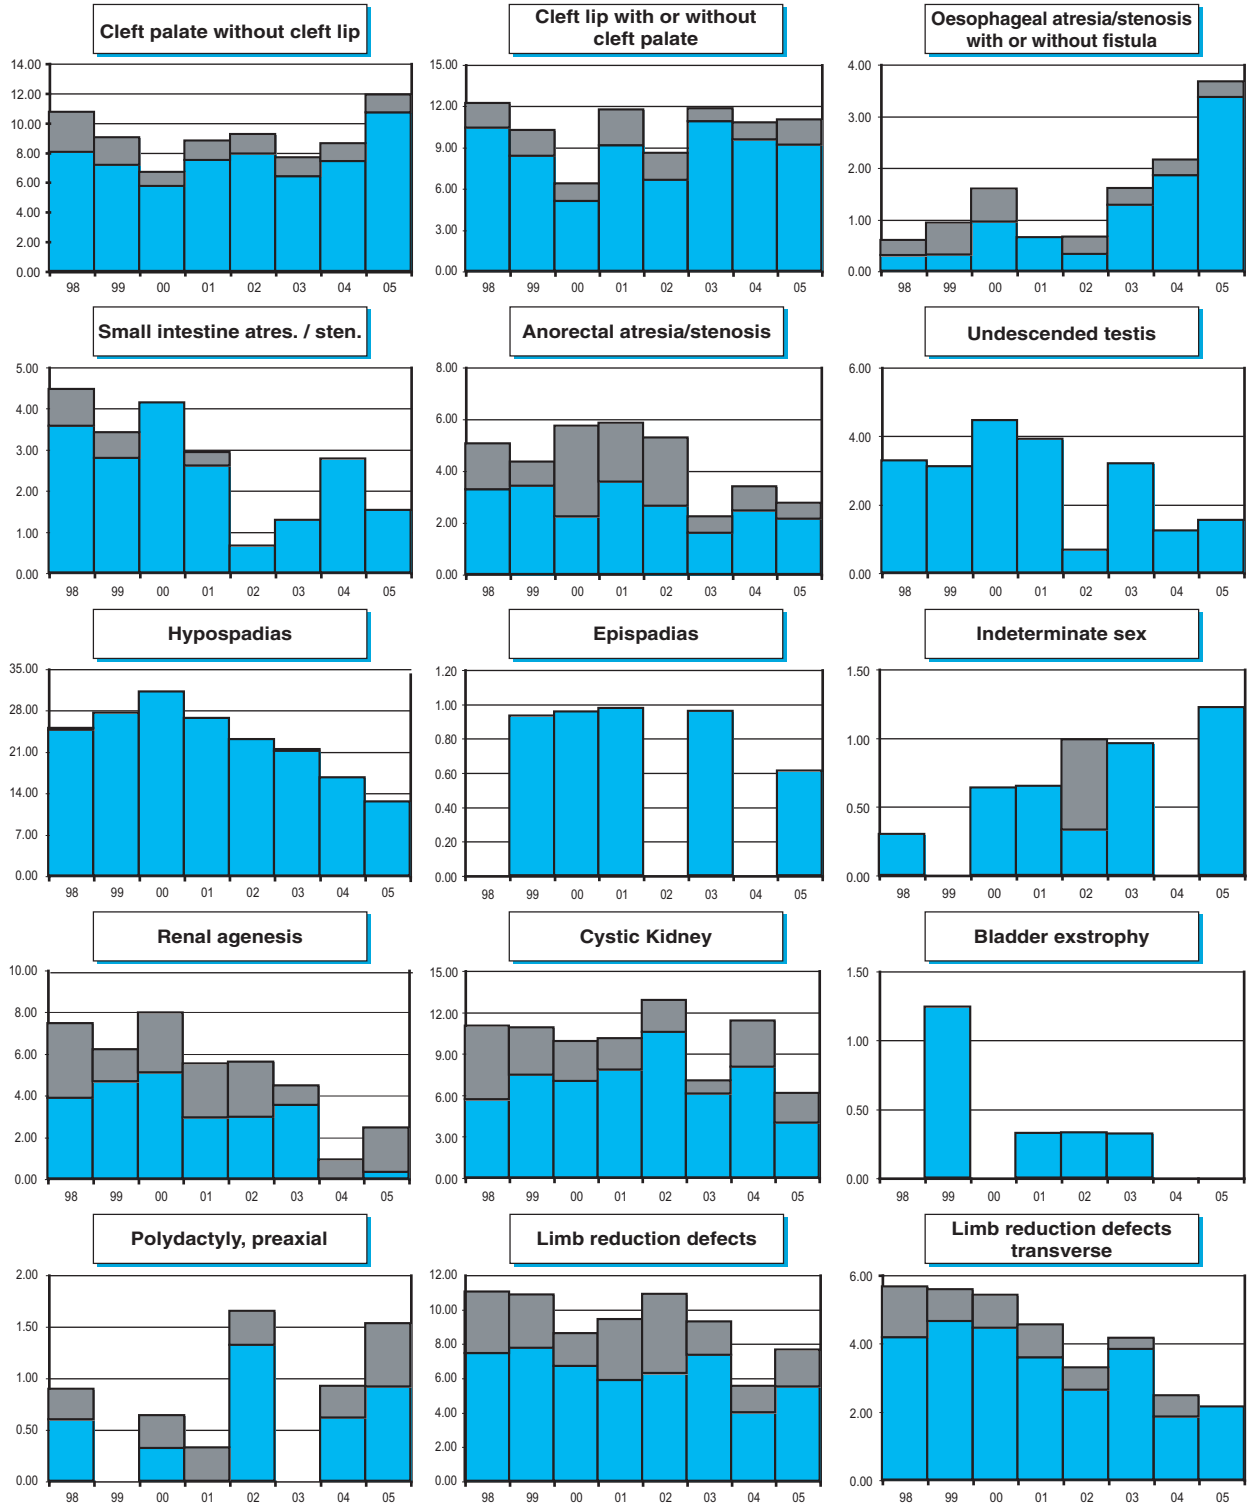 Cleft palate without cleft lip
14.00
12.00
10.00
8.00
6.00
4.00
2.00
0.00
98 99 00 01 02 03 04 05
Cleft lip with or without
cleft palate
15.00
12.00
9.00
6.00
3.00
0.00
98 99 00 01 02 03 04 05
Oesophageal atresia/stenosis
with or without fistula
4.00
3.00
2.00
1.00
0.00
98 99 00 01 02 03 04 05
Small intestine atres. / sten.
5.00
4.00
3.00
2.00
1.00
0.00
98 99 00 01 02 03 04 05
Anorectal atresia/stenosis
8.00
6.00
4.00
2.00
0.00
98 99 00 01 02 03 04 05
Undescended testis
6.00
4.00
2.00
0.00
98 99 00 01 02 03 04 05
Hypospadias
35.00
28.00
21.00
14.00
7.00
0.00
98 99 00 01 02 03 04 05
Epispadias
1.20
1.00
0.80
0.60
0.40
0.20
0.00
98 99 00 01 02 03 04 05
Indeterminate sex
1.50
1.00
0.50
0.00
98 99 00 01 02 03 04 05
Renal agenesis
10.00
8.00
6.00
4.00
2.00
0.00
98 99 00 01 02 03 04 05
Cystic Kidney
15.00
12.00
9.00
6.00
3.00
0.00
98 99 00 01 02 03 04 05
Bladder exstrophy
1.50
1.00
0.50
0.00
98 99 00 01 02 03 04 05
Polydactyly, preaxial
2.00
1.50
1.00
0.50
0.00
98 99 00 01 02 03 04 05
Limb reduction defects
12.00
10.00
8.00
6.00
4.00
2.00
0.00
98 99 00 01 02 03 04 05
Limb reduction defects
transverse
6.00
4.00
2.00
0.00
98 99 00 01 02 03 04 05